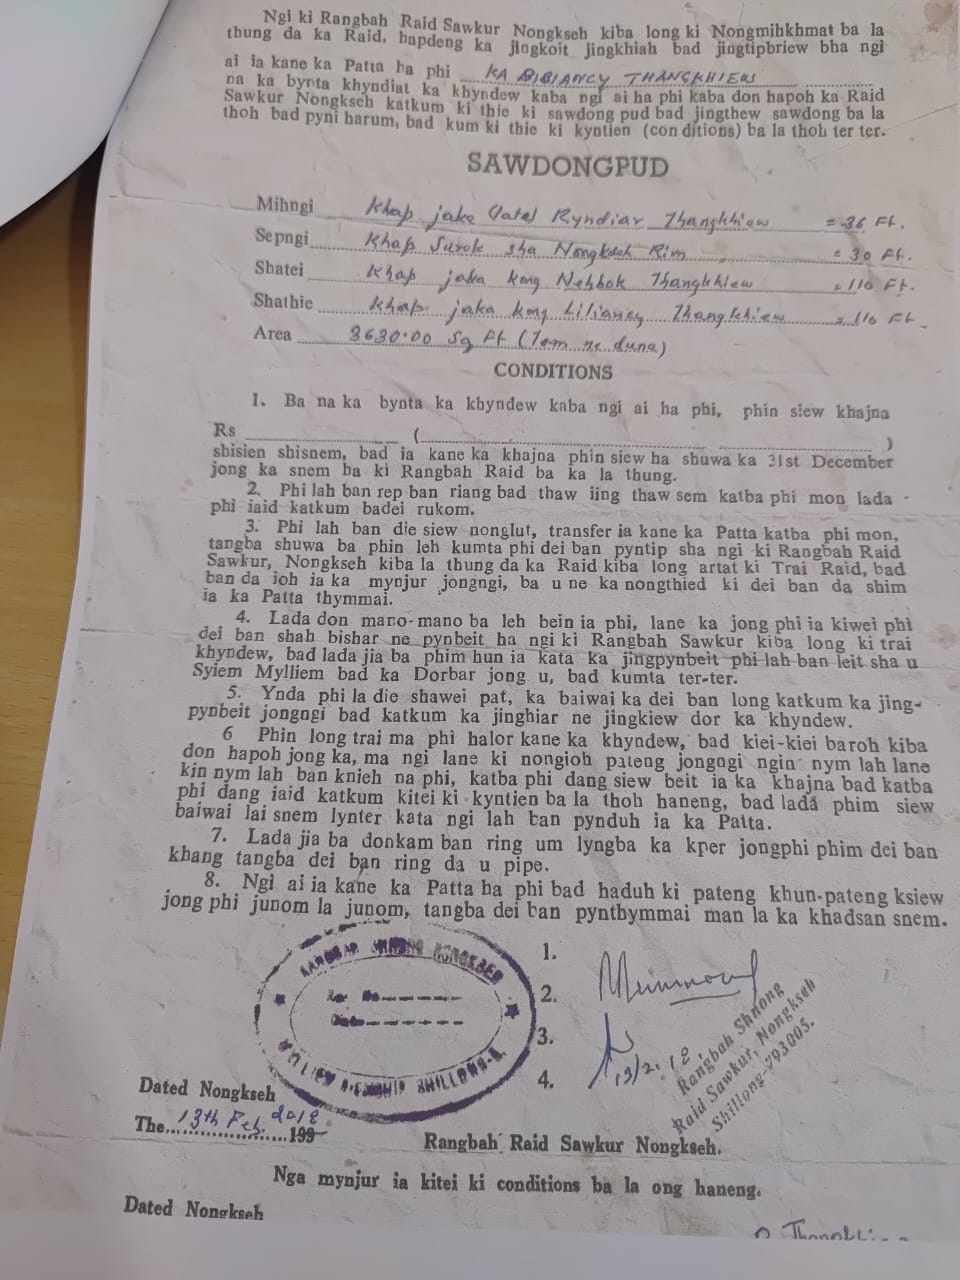 Ngi ki Rangbah Raid Sawkur Nongkseh kiba long ki Nongmihkhmat ba la
thung da ka Raid, hapdeng ka jingkoit jingkhiah bad jingtipbriew bha ngi
ai ia kane ka Patta ha phi KA BIBIANCY THANGKHIEW
na ka bynta khyndiat ka khyndew kaba ngi ai ha phi kaba don hapoh ka Raid
Sawkur Nongkseh katkum ki thie ki sawdong pud bad jingthew sawdong ba la
thoh bad pyni harum, bad kum ki thie ki kyntien (con ditions) ba la thoh ter ter.
SAWDONGPUD
Mihngi Khap jaka (late) Ryndiar Thangkhiew = 36 Ft.
Sepngi Khap Surok sha Nongkseh Rim = 30 Ft.
Shatei Khap jaka kong Thangkhiew = 110 Ft.
Shathie Khap jaka kong Liliancy Thangkhiew = 110 Ft.
Area 3630.00 Sq Ft (Tam ne duna)
CONDITIONS
1. Ba na ka bynta ka khyndew kaba ngi ai ha phi, phin siew khajna
Rs ( )
shisien shisnem, bad ia kane ka khajna phin siew ha shuwa ka 31st December
jong ka snem ba ki Rangbah Raid ba ka la thung.
2. Phi lah ban rep ban riang bad thaw iing thaw sem katba phi mon lada
phi iaid katkum badei rukom.
3. Phi lah ban die siew nonglut, transfer ia kane ka Patta katba phi mon,
tangba shuwa ba phin leh kumta phi dei ban pyntip sha ngi ki Rangbah Raid
Sawkur, Nongkseh kiba la thung da ka Raid kiba long artat ki Trai Raid, bad
ban da ioh ia ka mynjur jongngi, ba u ne ka nongthied ki dei ban da shim
ia ka Patta thymmai.
4. Lada don mano-mano ba leh bein ia phi, lane ka jong phi ia kiwei phi
dei ban shah bishar ne pynbeit ha ngi ki Rangbah Sawkur kiba long ki trai
khyndew, bad lada jia ba phim hun ia kata ka jingpynbeit phi lah ban leit sha u
Syiem Mylliem bad ka Dorbar jong u, bad kumta ter-ter.
5. Ynda phi la die shawei pat, ka baiwai ka dei ban long katkum ka jing-
pynbeit jongngi bad katkum ka jinghiar ne jingkiew dor ka khyndew.
6 Phin long trai ma phi halor kane ka khyndew, bad kiei-kiei baroh kiba
don hapoh jong ka, ma ngi lane ki nongioh pateng jongngi ngin nym lah lane
kin nym lah ban knieh na phi, katba phi dang siew beit ia ka khajna bad katba
phi dang iaid katkum kitei ki kyntien ba la thoh haneng, bad lada phim siew
baiwai lai snem lynter kata ngi lah ban pynduh ia ka Patta.
7. Lada jia ba donkam ban ring um lyngba ka kper jongphi phim dei ban
khang tangba dei ban ring da u pipe.
8. Ngi ai ia kane ka Patta ha phi bad haduh ki pateng khun-pateng ksiew
jong phi junom la junom, tangba dei ban pynthymmai man la ka khadsan snem.
RANGBAH SHNONG NONGKSEH
MYLLIEM SHILLONG
1.
2.
3.
4.
13/2/18
Rangbah Shnong
Raid Sawkur, Nongkseh
Shillong-793005.
Dated Nongkseh
The 13th Feb 2018 199
Rangbah Raid Sawkur Nongkseh.
Nga mynjur ia kitei ki conditions ba la ong haneng.
Dated Nongkseh